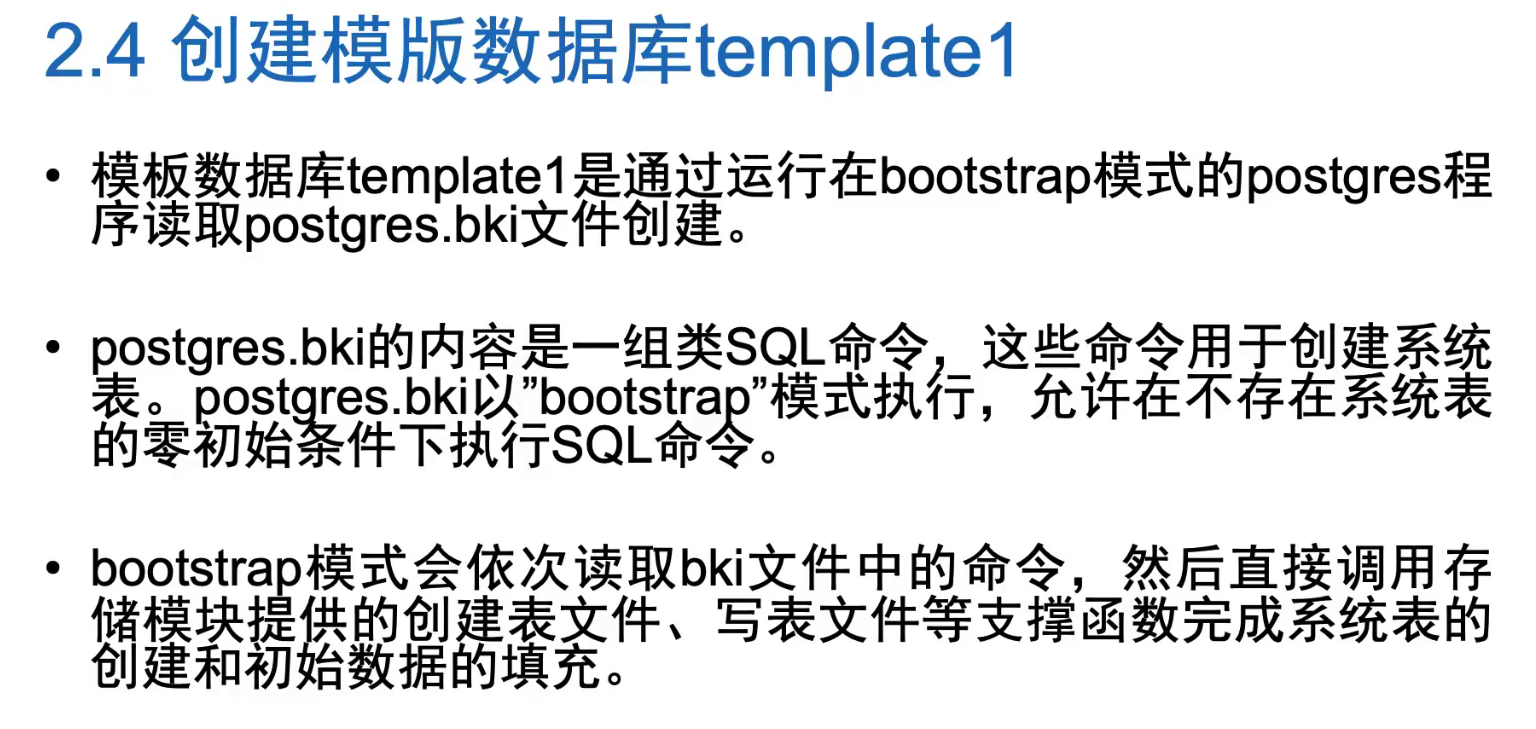 2.4 创建模版数据库template1
• 模板数据库template1是通过运行在bootstrap模式的postgres程
序读取postgres.bki文件创建。
• postgres.bki的内容是一组类SQL命令，这些命令用于创建系统
表。postgres.bki以”bootstrap”模式执行，允许在不存在系统表
的零初始条件下执行SQL命令。
• bootstrap模式会依次读取bki文件中的命令，然后直接调用存
储模块提供的创建表文件、写表文件等支撑函数完成系统表的
创建和初始数据的填充。